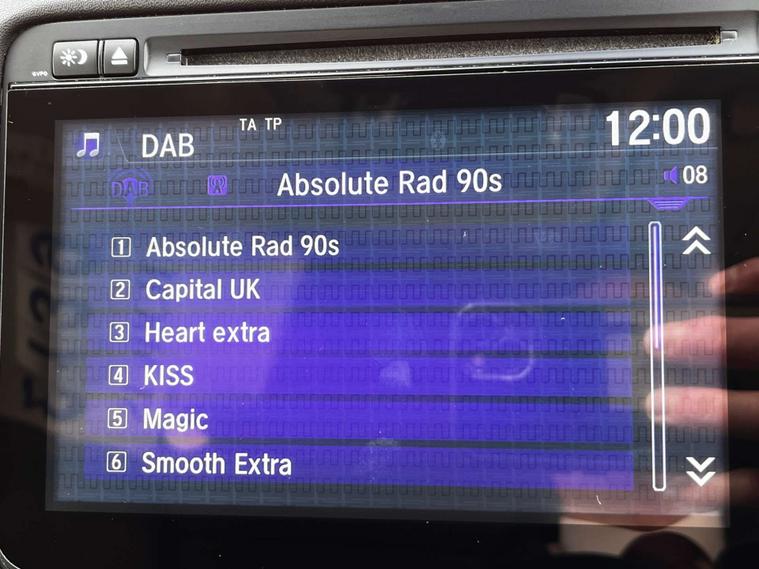 TA TP
12:00
DAB
DAB
Absolute Rad 90s
08
1 Absolute Rad 90s
2 Capital UK
3 Heart extra
4 KISS
5 Magic
6 Smooth Extra